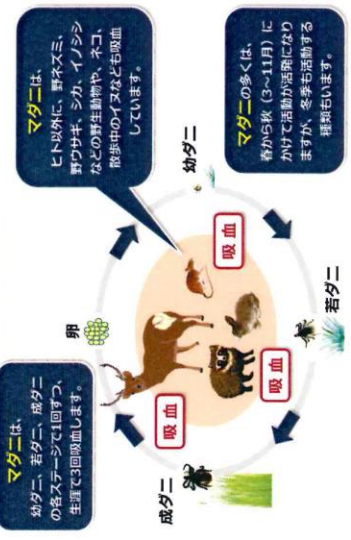 マダニは、
幼ダニ、若ダニ、成ダニ
の各ステージで1回ずつ、
生涯で3回吸血します。
卵
マダニは、
ヒト以外に、野ネズミ、
野ウサギ、シカ、イノシシ
などの野生動物や、ネコ、
散歩中のイヌなども吸血
しています。
幼ダニ
吸血
マダニの多くは、
春から秋（3～11月）に
かけて活動が活発になり
ますが、冬季も活動する
種類もいます。
若ダニ
吸血
成ダニ
吸血